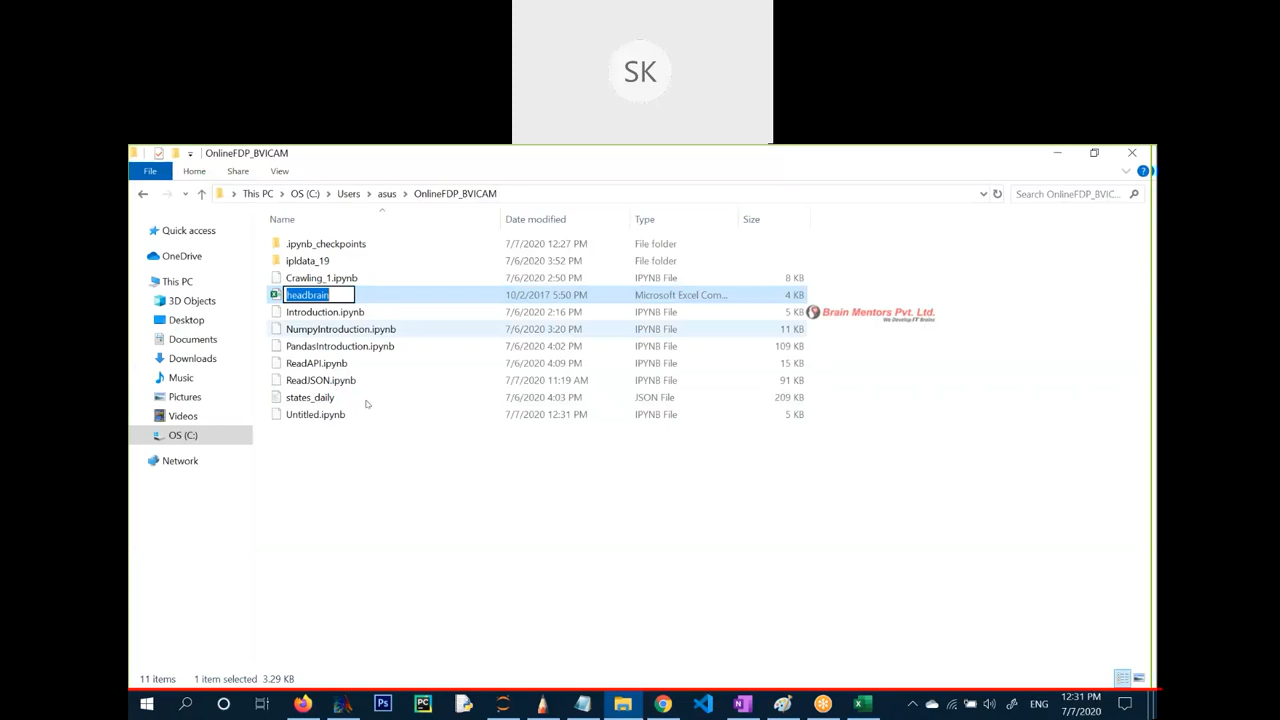 SK
OnlineFDP_BVICAM
File Home Share View
This PC OS (C:) Users asus OnlineFDP_BVICAM
Search OnlineFDP_BVIC...
Name Date modified Type Size
Quick access
OneDrive
This PC
3D Objects
Desktop
Documents
Downloads
Music
Pictures
Videos
OS (C:)
Network
.ipynb_checkpoints 7/7/2020 12:27 PM File folder
ipldata_19 7/6/2020 3:52 PM File folder
Crawling_1.ipynb 7/6/2020 2:50 PM IPYNB File 8 KB
headbrain 10/2/2017 5:50 PM Microsoft Excel Com... 4 KB
Introduction.ipynb 7/6/2020 2:16 PM IPYNB File 5 KB
NumpyIntroduction.ipynb 7/6/2020 3:20 PM IPYNB File 11 KB
PandasIntroduction.ipynb 7/6/2020 4:02 PM IPYNB File 109 KB
ReadAPI.ipynb 7/6/2020 4:09 PM IPYNB File 15 KB
ReadJSON.ipynb 7/7/2020 11:19 AM IPYNB File 91 KB
states_daily 7/6/2020 4:03 PM JSON File 209 KB
Untitled.ipynb 7/7/2020 12:31 PM IPYNB File 5 KB
Brain Mentors Pvt. Ltd.
We Develop IT Brains
11 items 1 item selected 3.29 KB
Ps PC ENG
12:31 PM
7/7/2020